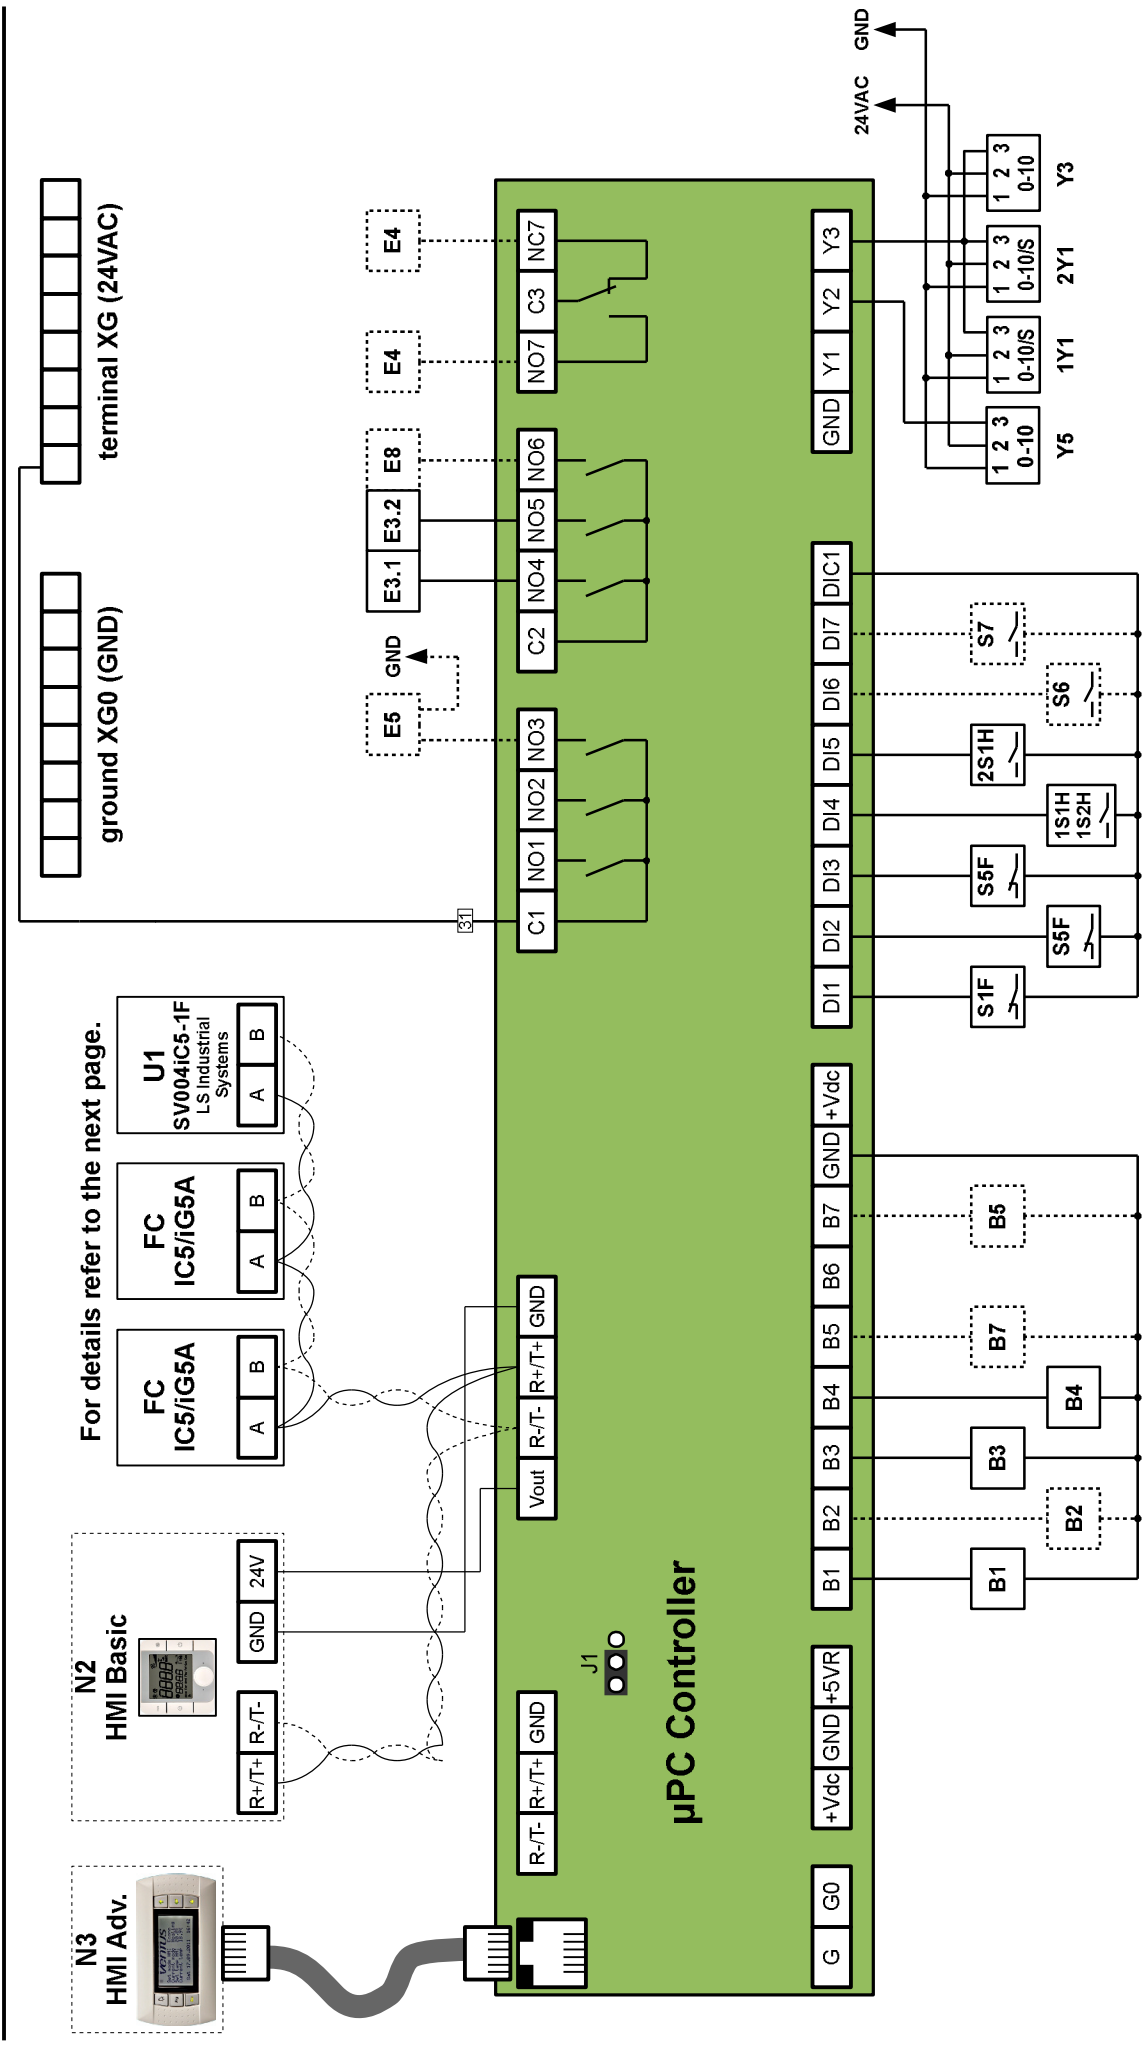 terminal XG (24VAC)
ground XG0 (GND)
For details refer to the next page.
N3
HMI Adv.
N2
HMI Basic
R+/T+
R-/T-
GND
24V
FC
IC5/iG5A
A
B
FC
IC5/iG5A
A
B
U1
SV004iC5-1F
LS Industrial
Systems
A
B
31
E5
GND
E3.1
E3.2
E8
E4
E4
R-/T-
R+/T+
GND
Vout
R-/T-
R+/T+
GND
C1
NO1
NO2
NO3
C2
NO4
NO5
NO6
NO7
C3
NC7
J1
µPC Controller
G
G0
+Vdc
GND
+5VR
B1
B2
B3
B4
B5
B6
B7
GND
+Vdc
DI1
DI2
DI3
DI4
DI5
DI6
DI7
DIC1
GND
Y1
Y2
Y3
24VAC
GND
B1
B2
B3
B4
B7
B5
S1F
S5F
S5F
1S1H
1S2H
2S1H
S6
S7
1 2 3
0-10
Y5
1 2 3
0-10/S
1Y1
1 2 3
0-10/S
2Y1
1 2 3
0-10
Y3